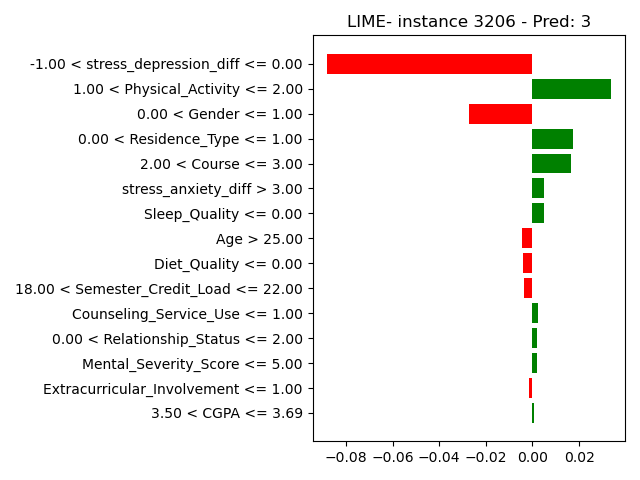 LIME- instance 3206 - Pred: 3
-1.00 < stress_depression_diff <= 0.00
1.00 < Physical_Activity <= 2.00
0.00 < Gender <= 1.00
0.00 < Residence_Type <= 1.00
2.00 < Course <= 3.00
stress_anxiety_diff > 3.00
Sleep_Quality <= 0.00
Age > 25.00
Diet_Quality <= 0.00
18.00 < Semester_Credit_Load <= 22.00
Counseling_Service_Use <= 1.00
0.00 < Relationship_Status <= 2.00
Mental_Severity_Score <= 5.00
Extracurricular_Involvement <= 1.00
3.50 < CGPA <= 3.69
−0.08 −0.06 −0.04 −0.02 0.00 0.02